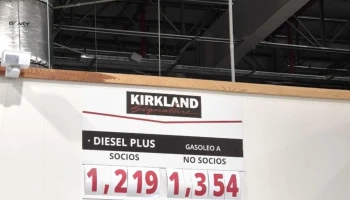 KIRKLAND
Signature
· DIESEL PLUS GASOLEO A
SOCIOS NO SOCIOS
1,219 1,354